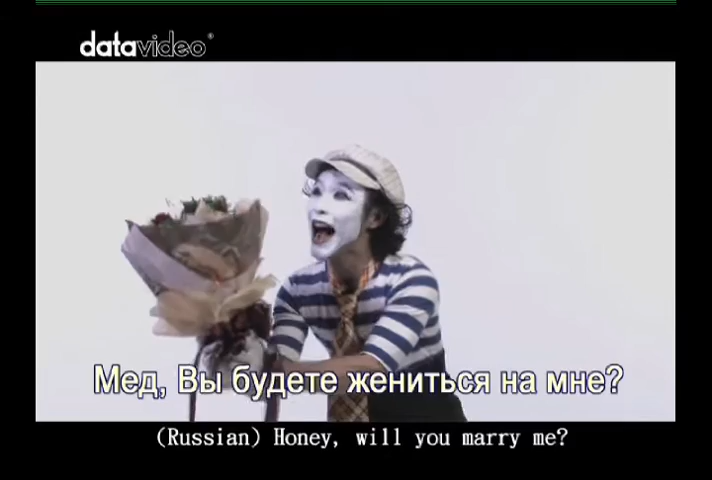 datavideo®
Мед, Вы будете жениться на мне?
(Russian) Honey, will you marry me?